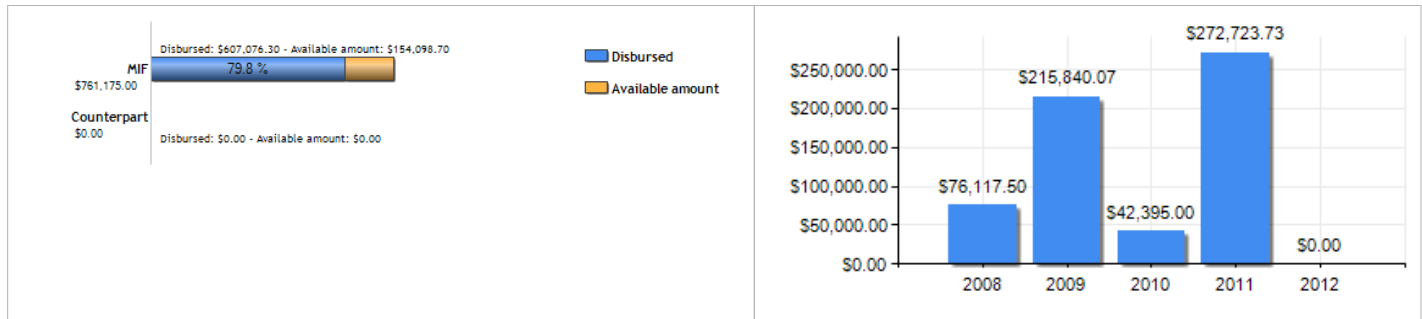 Disbursed: $607,076.30 - Available amount: $154,098.70
MIF
79.8 %
$761,175.00
Counterpart
$0.00
Disbursed: $0.00 - Available amount: $0.00
Disbursed
Available amount
$272,723.73
$250,000.00
$215,840.07
$200,000.00
$150,000.00
$100,000.00
$76,117.50
$50,000.00
$42,395.00
$0.00
$0.00
2008 2009 2010 2011 2012